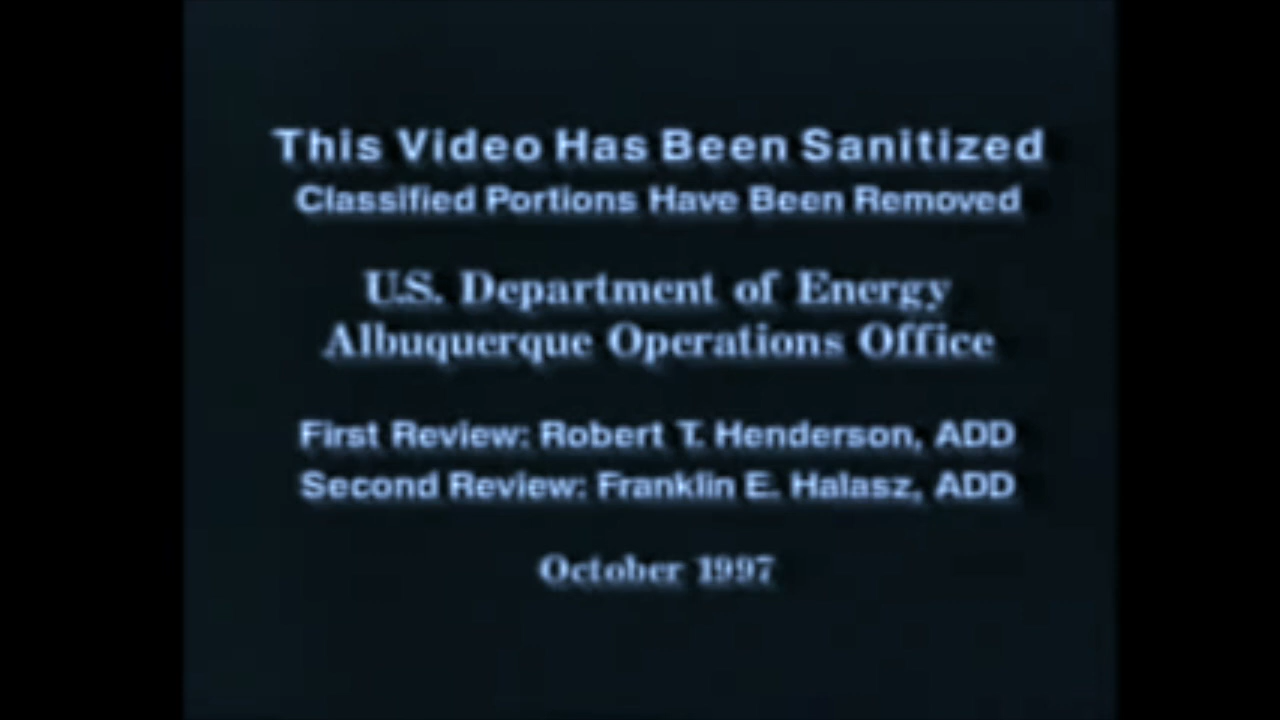 This Video Has Been Sanitized
Classified Portions Have Been Removed
U.S. Department of Energy
Albuquerque Operations Office
First Review: Robert T. Henderson, ADD
Second Review: Franklin E. Halasz, ADD
October 1997